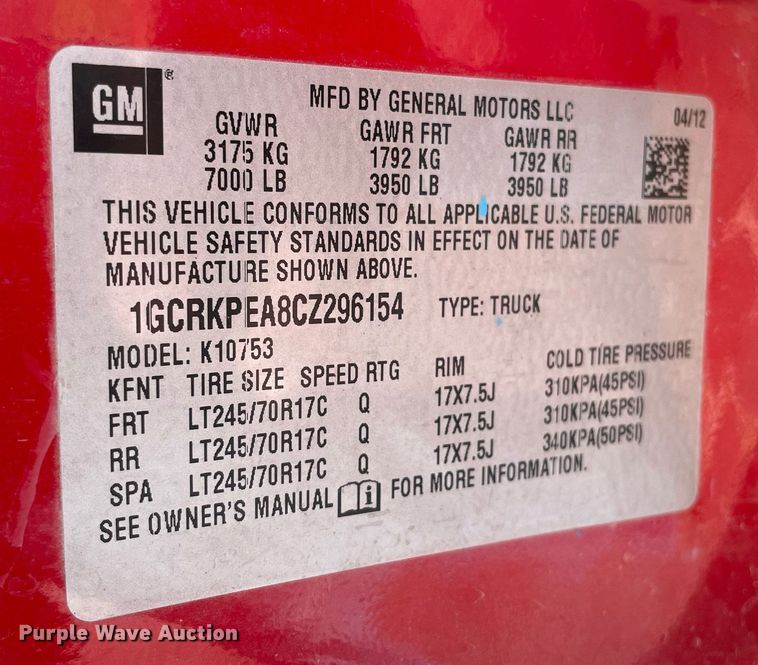 GM ®
MFD BY GENERAL MOTORS LLC 04/12
GVWR GAWR FRT GAWR RR
3175 KG 1792 KG 1792 KG
7000 LB 3950 LB 3950 LB
THIS VEHICLE CONFORMS TO ALL APPLICABLE U.S. FEDERAL MOTOR
VEHICLE SAFETY STANDARDS IN EFFECT ON THE DATE OF
MANUFACTURE SHOWN ABOVE.
1GCRKPEA8CZ296154 TYPE: TRUCK
MODEL: K10753
KFNT TIRE SIZE SPEED RTG RIM COLD TIRE PRESSURE
FRT LT245/70R17C Q 17X7.5J 310KPA(45PSI)
RR LT245/70R17C Q 17X7.5J 310KPA(45PSI)
SPA LT245/70R17C Q 17X7.5J 340KPA(50PSI)
SEE OWNER'S MANUAL i FOR MORE INFORMATION.
Purple Wave Auction